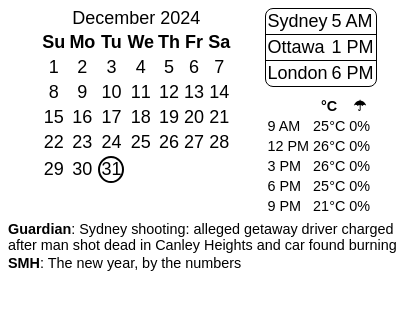 December 2024
Su Mo Tu We Th Fr Sa
1 2 3 4 5 6 7
8 9 10 11 12 13 14
15 16 17 18 19 20 21
22 23 24 25 26 27 28
29 30 31
Sydney 5 AM
Ottawa 1 PM
London 6 PM
°C ☂
9 AM 25°C 0%
12 PM 26°C 0%
3 PM 26°C 0%
6 PM 25°C 0%
9 PM 21°C 0%
Guardian: Sydney shooting: alleged getaway driver charged
after man shot dead in Canley Heights and car found burning
SMH: The new year, by the numbers